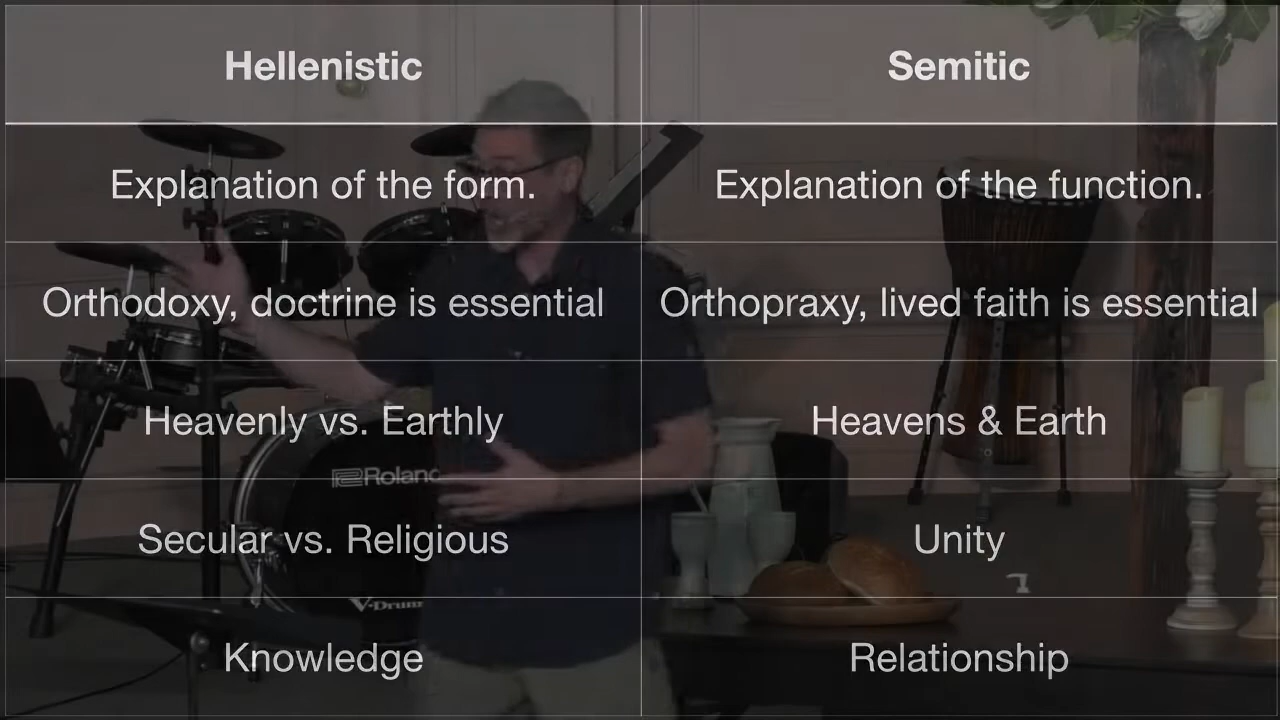 Hellenistic Semitic
Explanation of the form. Explanation of the function.
Orthodoxy, doctrine is essential Orthopraxy, lived faith is essential
Heavenly vs. Earthly Heavens & Earth
Roland
Secular vs. Religious Unity
V-Drum
Knowledge Relationship